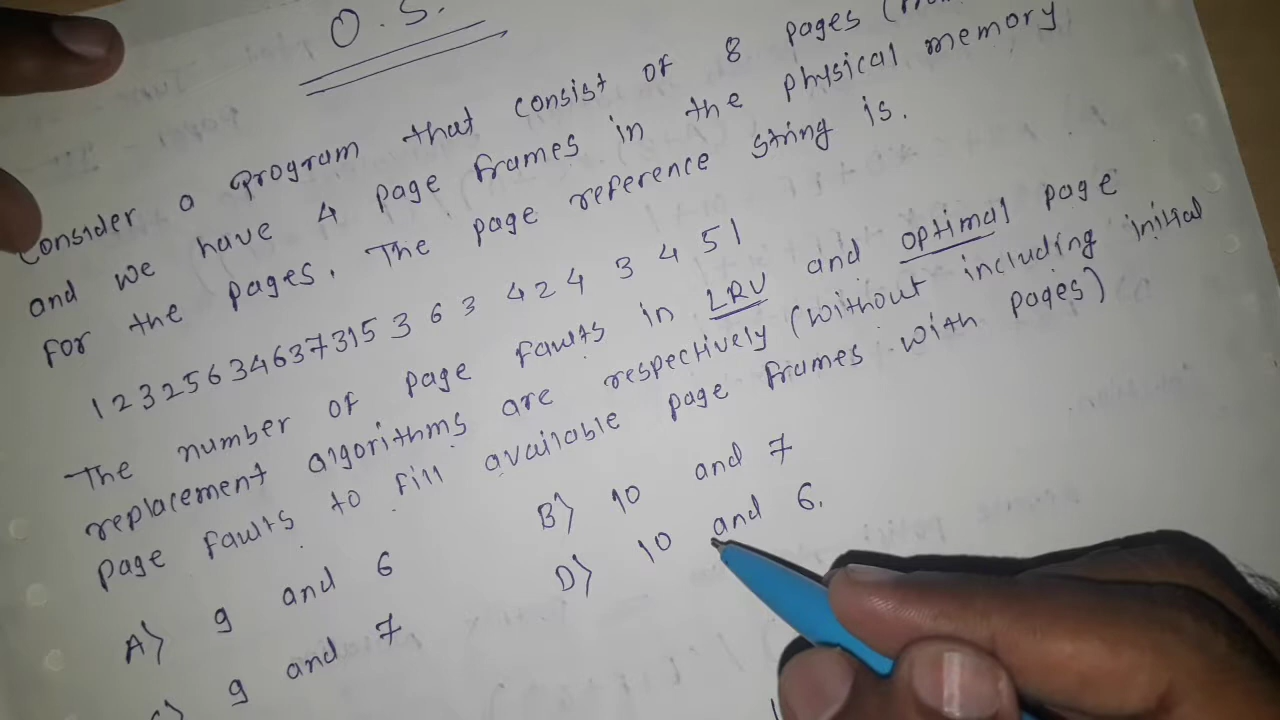 O.S.
Consider a program that consist of 8 pages
and we have 4 page frames in the physical memory
for the pages. The page reference string is.
1 2 3 2 5 6 3 4 6 3 7 3 1 5 3 6 3 4 2 4 3 4 5 1
The number of page faults in LRU and optimal page
replacement algorithms are respectively (without including initial
page faults to fill available page frames with pages)
A) 9 and 6 B) 10 and 7
C) 9 and 7 D) 10 and 6.